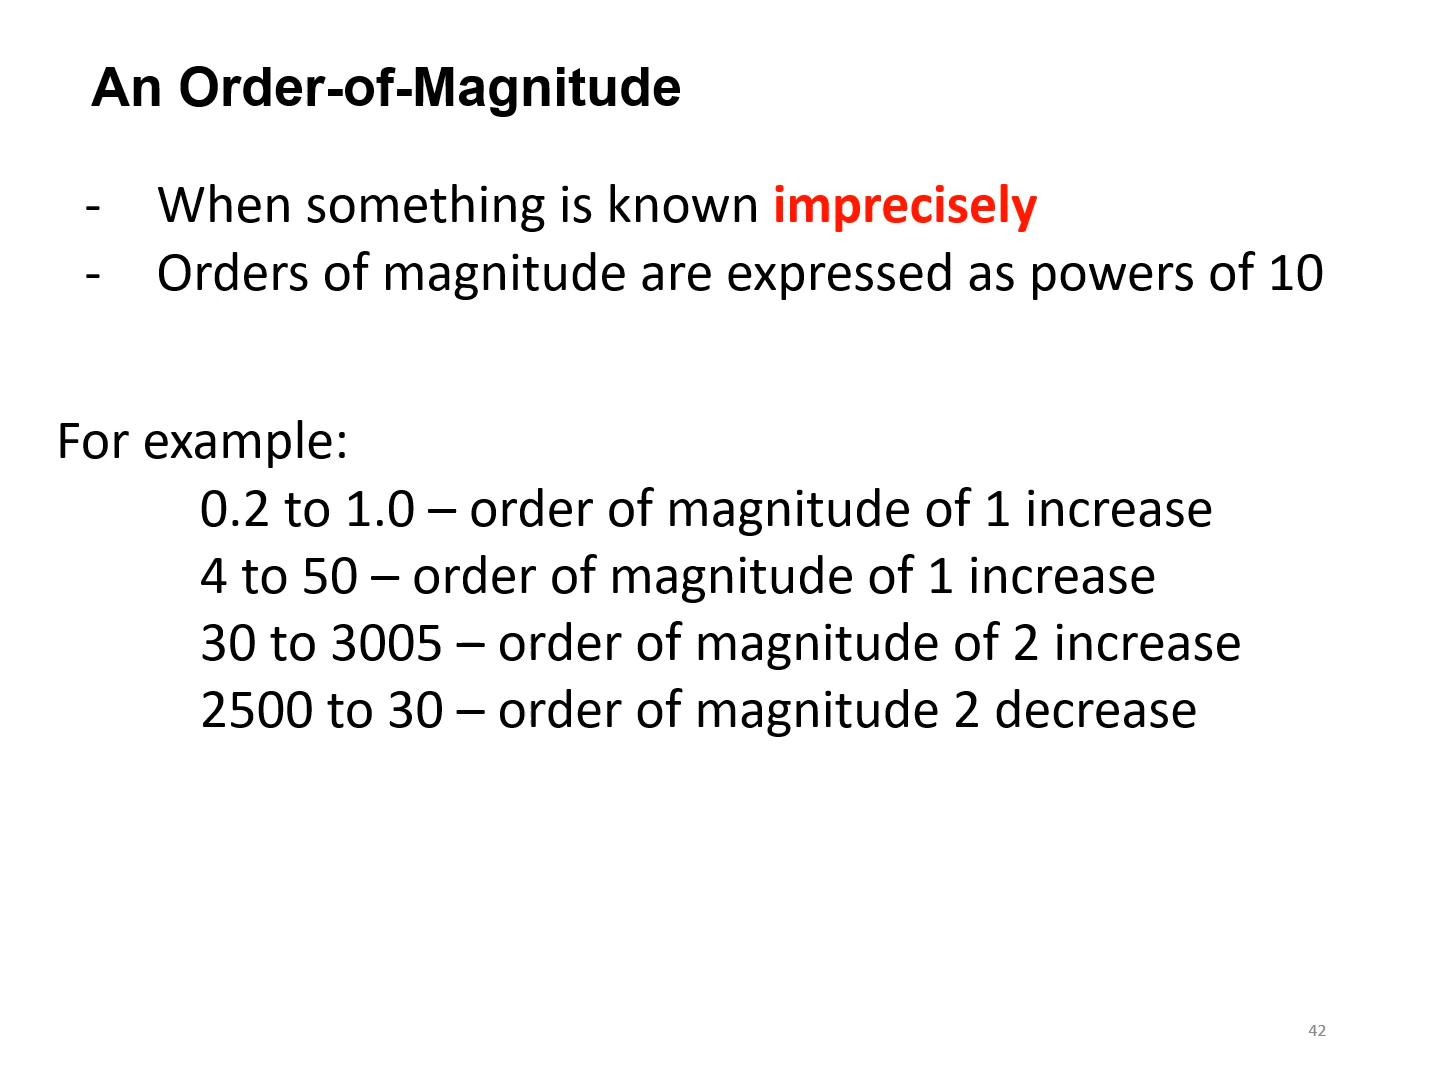 An Order-of-Magnitude
- When something is known imprecisely
- Orders of magnitude are expressed as powers of 10
For example:
0.2 to 1.0 – order of magnitude of 1 increase
4 to 50 – order of magnitude of 1 increase
30 to 3005 – order of magnitude of 2 increase
2500 to 30 – order of magnitude 2 decrease
42